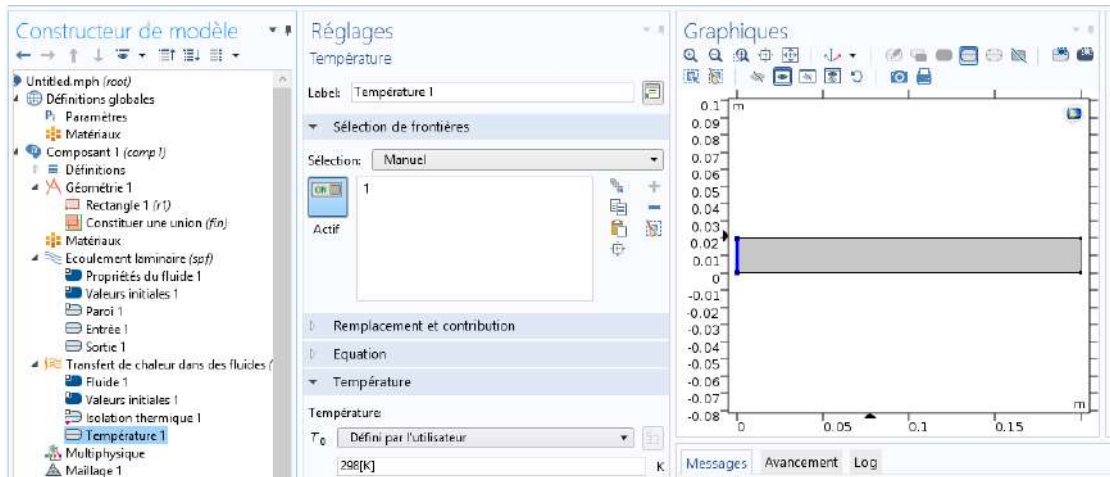 Constructeur de modèle
Untitled.mph (root)
Définitions globales
Pi Paramètres
Matériaux
Composant 1 (comp1)
Définitions
Géométrie 1
Rectangle 1 (r1)
Constituer une union (fin)
Matériaux
Ecoulement laminaire (spf)
Propriétés du fluide 1
Valeurs initiales 1
Paroi 1
Entrée 1
Sortie 1
Transfert de chaleur dans des fluides (
Fluide 1
Valeurs initiales 1
Isolation thermique 1
Température 1
Multiphysique
Maillage 1
Réglages
Température
Label: Température 1
Sélection de frontières
Sélection: Manuel
ON
1
Actif
Remplacement et contribution
Equation
Température
Température:
T0 Défini par l'utilisateur
298[K] K
Graphiques
m
0.1
0.09
0.08
0.07
0.06
0.05
0.04
0.03
0.02
0.01
0
-0.01
-0.02
-0.03
-0.04
-0.05
-0.06
-0.07
-0.08
m
0 0.05 0.1 0.15
Messages Avancement Log